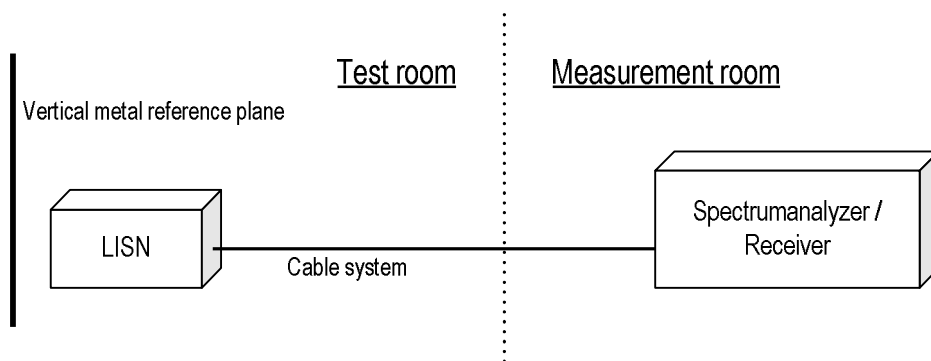 Test room
Measurement room
Vertical metal reference plane
LISN
Cable system
Spectrumanalyzer /
Receiver